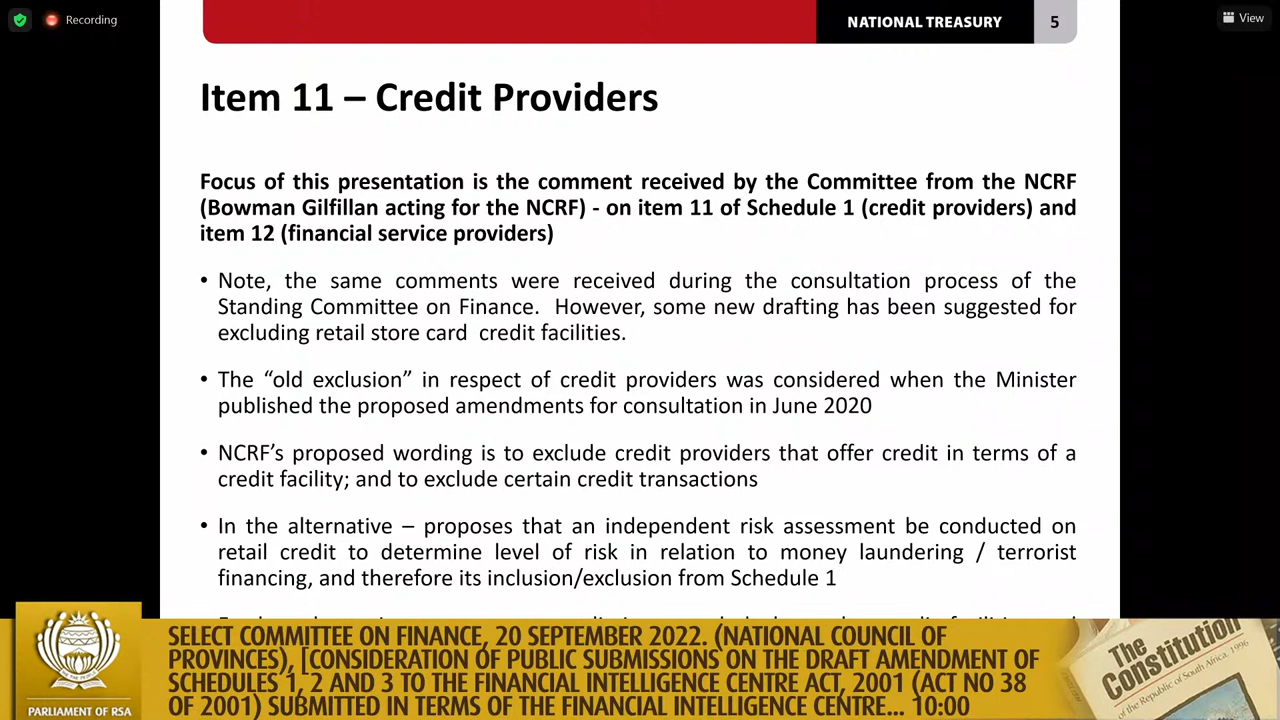 Recording
NATIONAL TREASURY 5
View
Item 11 – Credit Providers
Focus of this presentation is the comment received by the Committee from the NCRF
(Bowman Gilfillan acting for the NCRF) - on item 11 of Schedule 1 (credit providers) and
item 12 (financial service providers)
• Note, the same comments were received during the consultation process of the
Standing Committee on Finance. However, some new drafting has been suggested for
excluding retail store card credit facilities.
• The “old exclusion” in respect of credit providers was considered when the Minister
published the proposed amendments for consultation in June 2020
• NCRF’s proposed wording is to exclude credit providers that offer credit in terms of a
credit facility; and to exclude certain credit transactions
• In the alternative – proposes that an independent risk assessment be conducted on
retail credit to determine level of risk in relation to money laundering / terrorist
financing, and therefore its inclusion/exclusion from Schedule 1
SELECT COMMITTEE ON FINANCE, 20 SEPTEMBER 2022. (NATIONAL COUNCIL OF
PROVINCES), [CONSIDERATION OF PUBLIC SUBMISSIONS ON THE DRAFT AMENDMENT OF
SCHEDULES 1, 2 AND 3 TO THE FINANCIAL INTELLIGENCE CENTRE ACT, 2001 (ACT NO 38
OF 2001) SUBMITTED IN TERMS OF THE FINANCIAL INTELLIGENCE CENTRE... 10:00
PARLIAMENT OF RSA
The
Constitution
of the Republic of South Africa, 1996